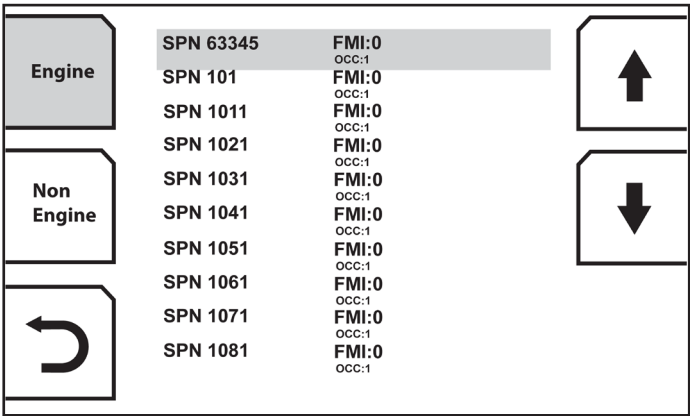 Engine
Non
Engine
SPN 63345 FMI:0
OCC:1
SPN 101 FMI:0
OCC:1
SPN 1011 FMI:0
OCC:1
SPN 1021 FMI:0
OCC:1
SPN 1031 FMI:0
OCC:1
SPN 1041 FMI:0
OCC:1
SPN 1051 FMI:0
OCC:1
SPN 1061 FMI:0
OCC:1
SPN 1071 FMI:0
OCC:1
SPN 1081 FMI:0
OCC:1